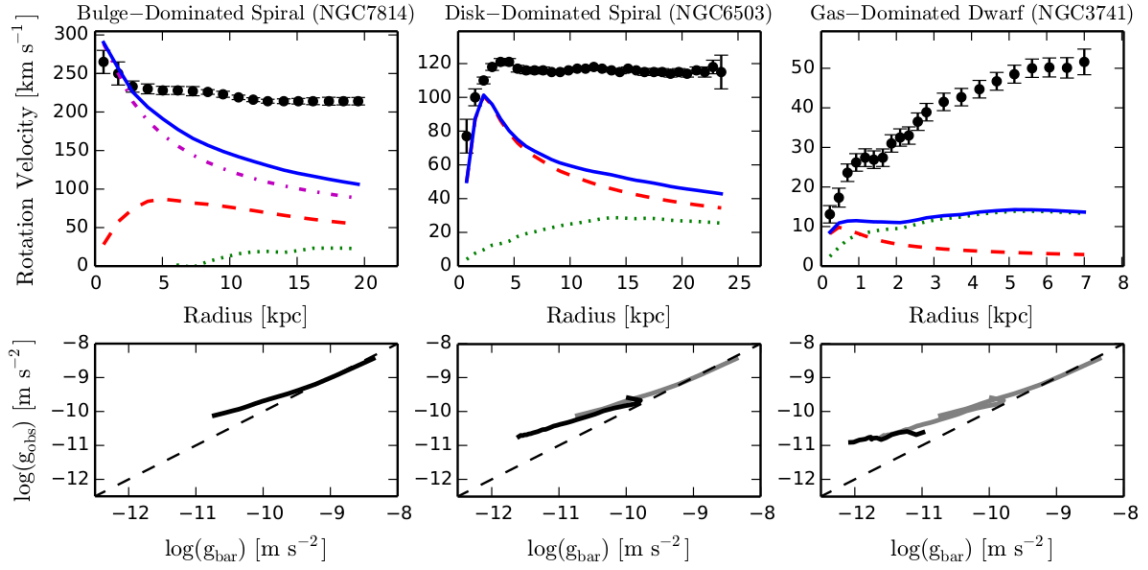 Bulge−Dominated Spiral (NGC7814)
Disk−Dominated Spiral (NGC6503)
Gas−Dominated Dwarf (NGC3741)
Rotation Velocity [km s⁻¹]
300
250
200
150
100
50
0
0 5 10 15 20
Radius [kpc]
120
100
80
60
40
20
0
0 5 10 15 20 25
Radius [kpc]
50
40
30
20
10
0
0 1 2 3 4 5 6 7 8
Radius [kpc]
log(g_obs) [m s⁻²]
−8
−9
−10
−11
−12
−12 −11 −10 −9 −8
log(g_bar) [m s⁻²]
−8
−9
−10
−11
−12
−12 −11 −10 −9 −8
log(g_bar) [m s⁻²]
−8
−9
−10
−11
−12
−12 −11 −10 −9 −8
log(g_bar) [m s⁻²]